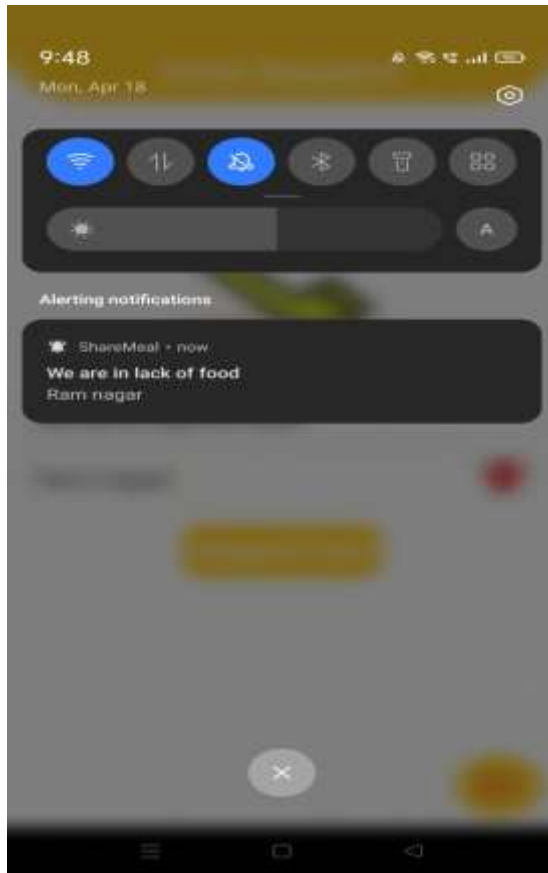 9:48
Mon, Apr 18
A
Alerting notifications
ShareMeal • now
We are in lack of food
Ram nagar